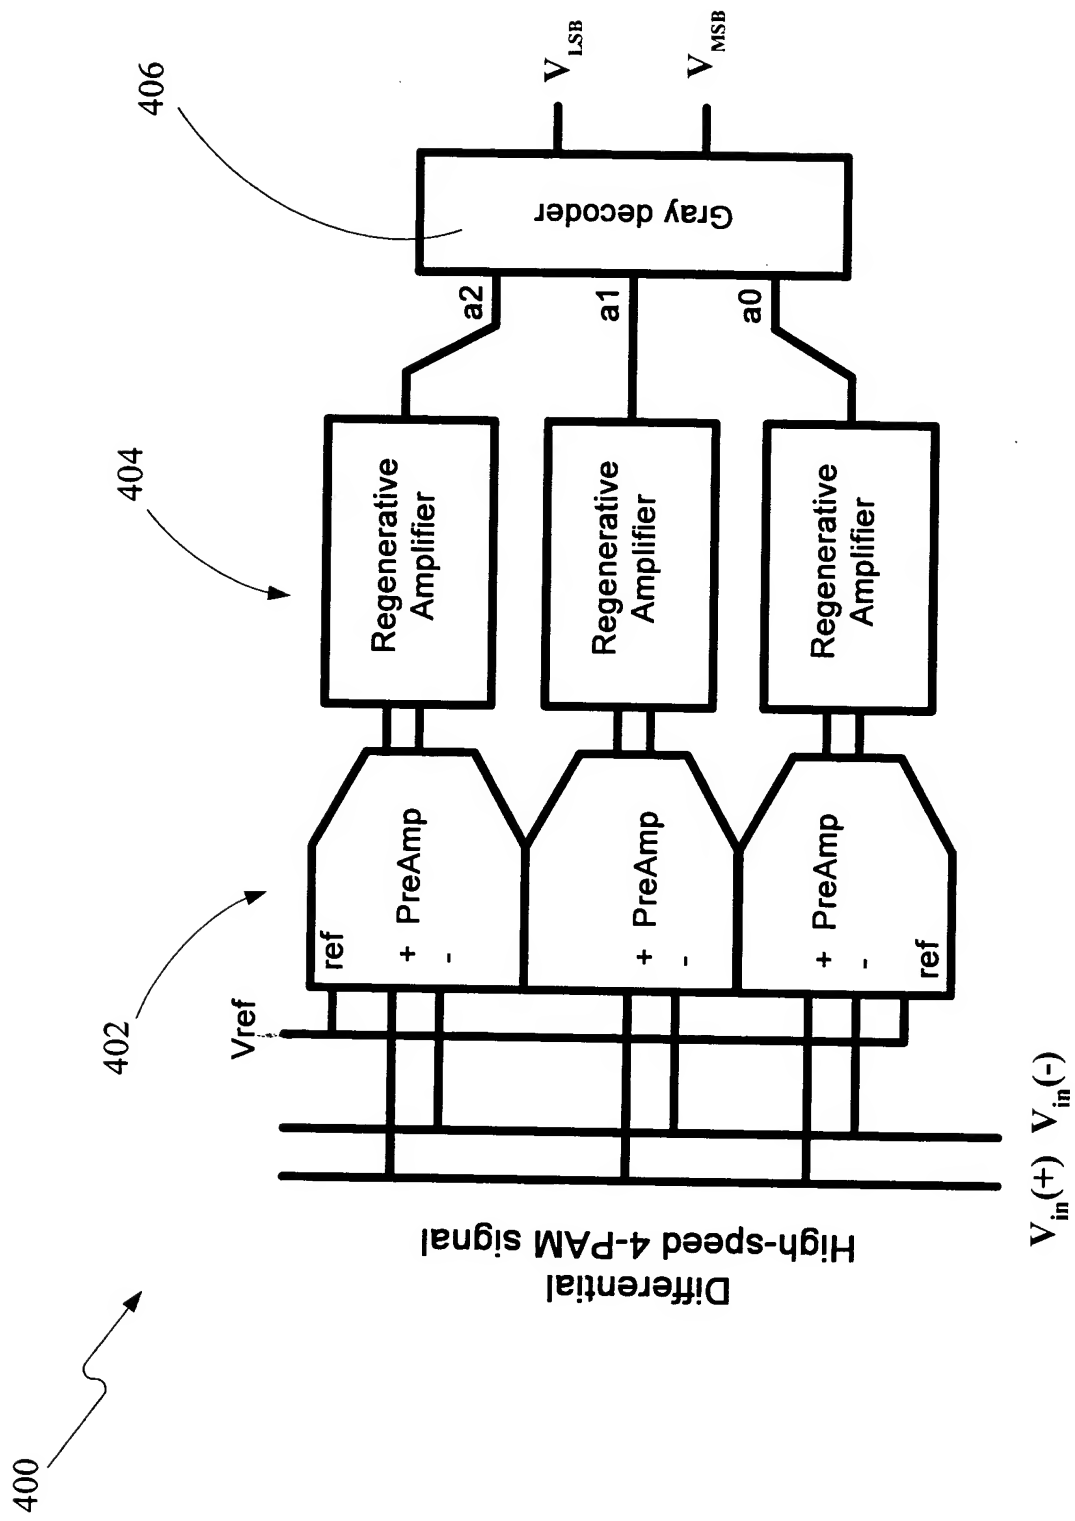 400
402
404
406
Differential
High-speed 4-PAM signal
Vref
ref
+ PreAmp
-
Regenerative
Amplifier
a2
+ PreAmp
-
Regenerative
Amplifier
a1
+ PreAmp
-
ref
Regenerative
Amplifier
a0
Gray decoder
VLSB
VMSB
Vin(+) Vin(-)